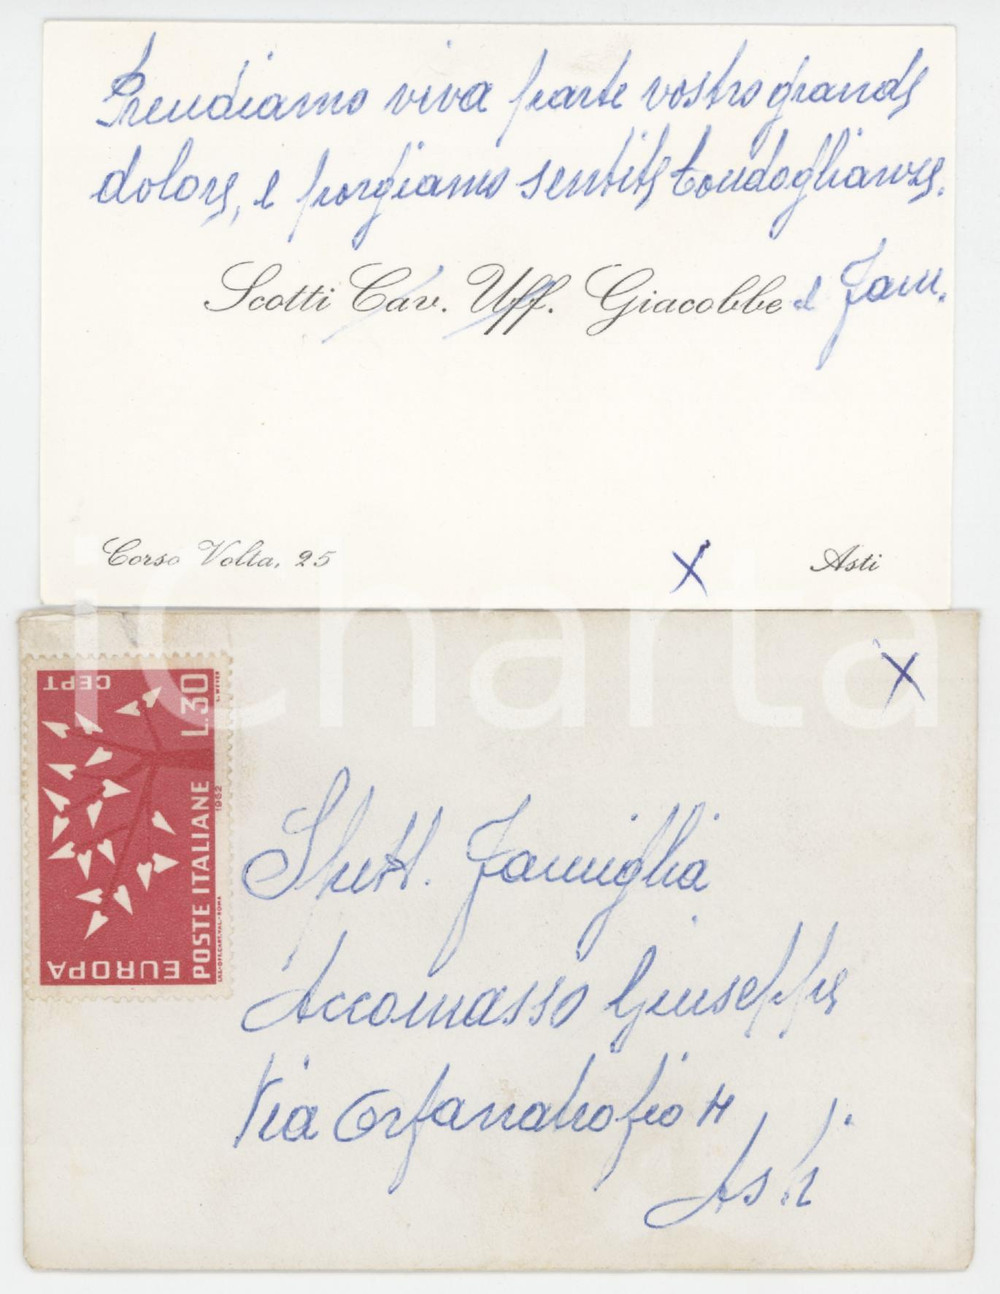 Prendiamo viva parte vostro grande
dolore, e porgiamo sentite condoglianze.
Scotti Cav. Uff. Giacobbe e Fam.
Corso Volta, 25
Asti
iCharta
CEPT
L.30
EUROPA
POSTE ITALIANE
1962
Spett. Famiglia
Accomasso Giuseppe
Via Orfanotrofio
Asti